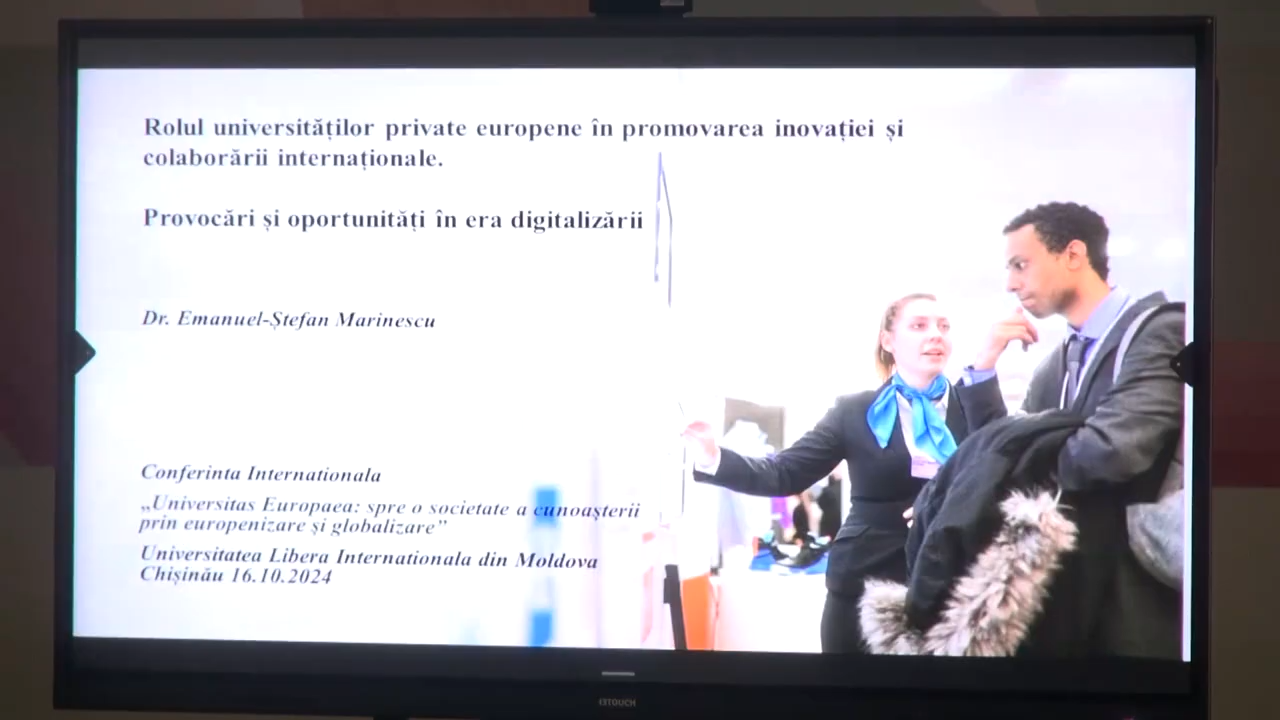 Rolul universităților private europene în promovarea inovației și
colaborării internaționale.
Provocări și oportunități în era digitalizării
Dr. Emanuel-Ștefan Marinescu
Conferinta Internationala
„Universitas Europaea: spre o societate a cunoașterii
prin europenizare și globalizare”
Universitatea Libera Internationala din Moldova
Chișinău 16.10.2024